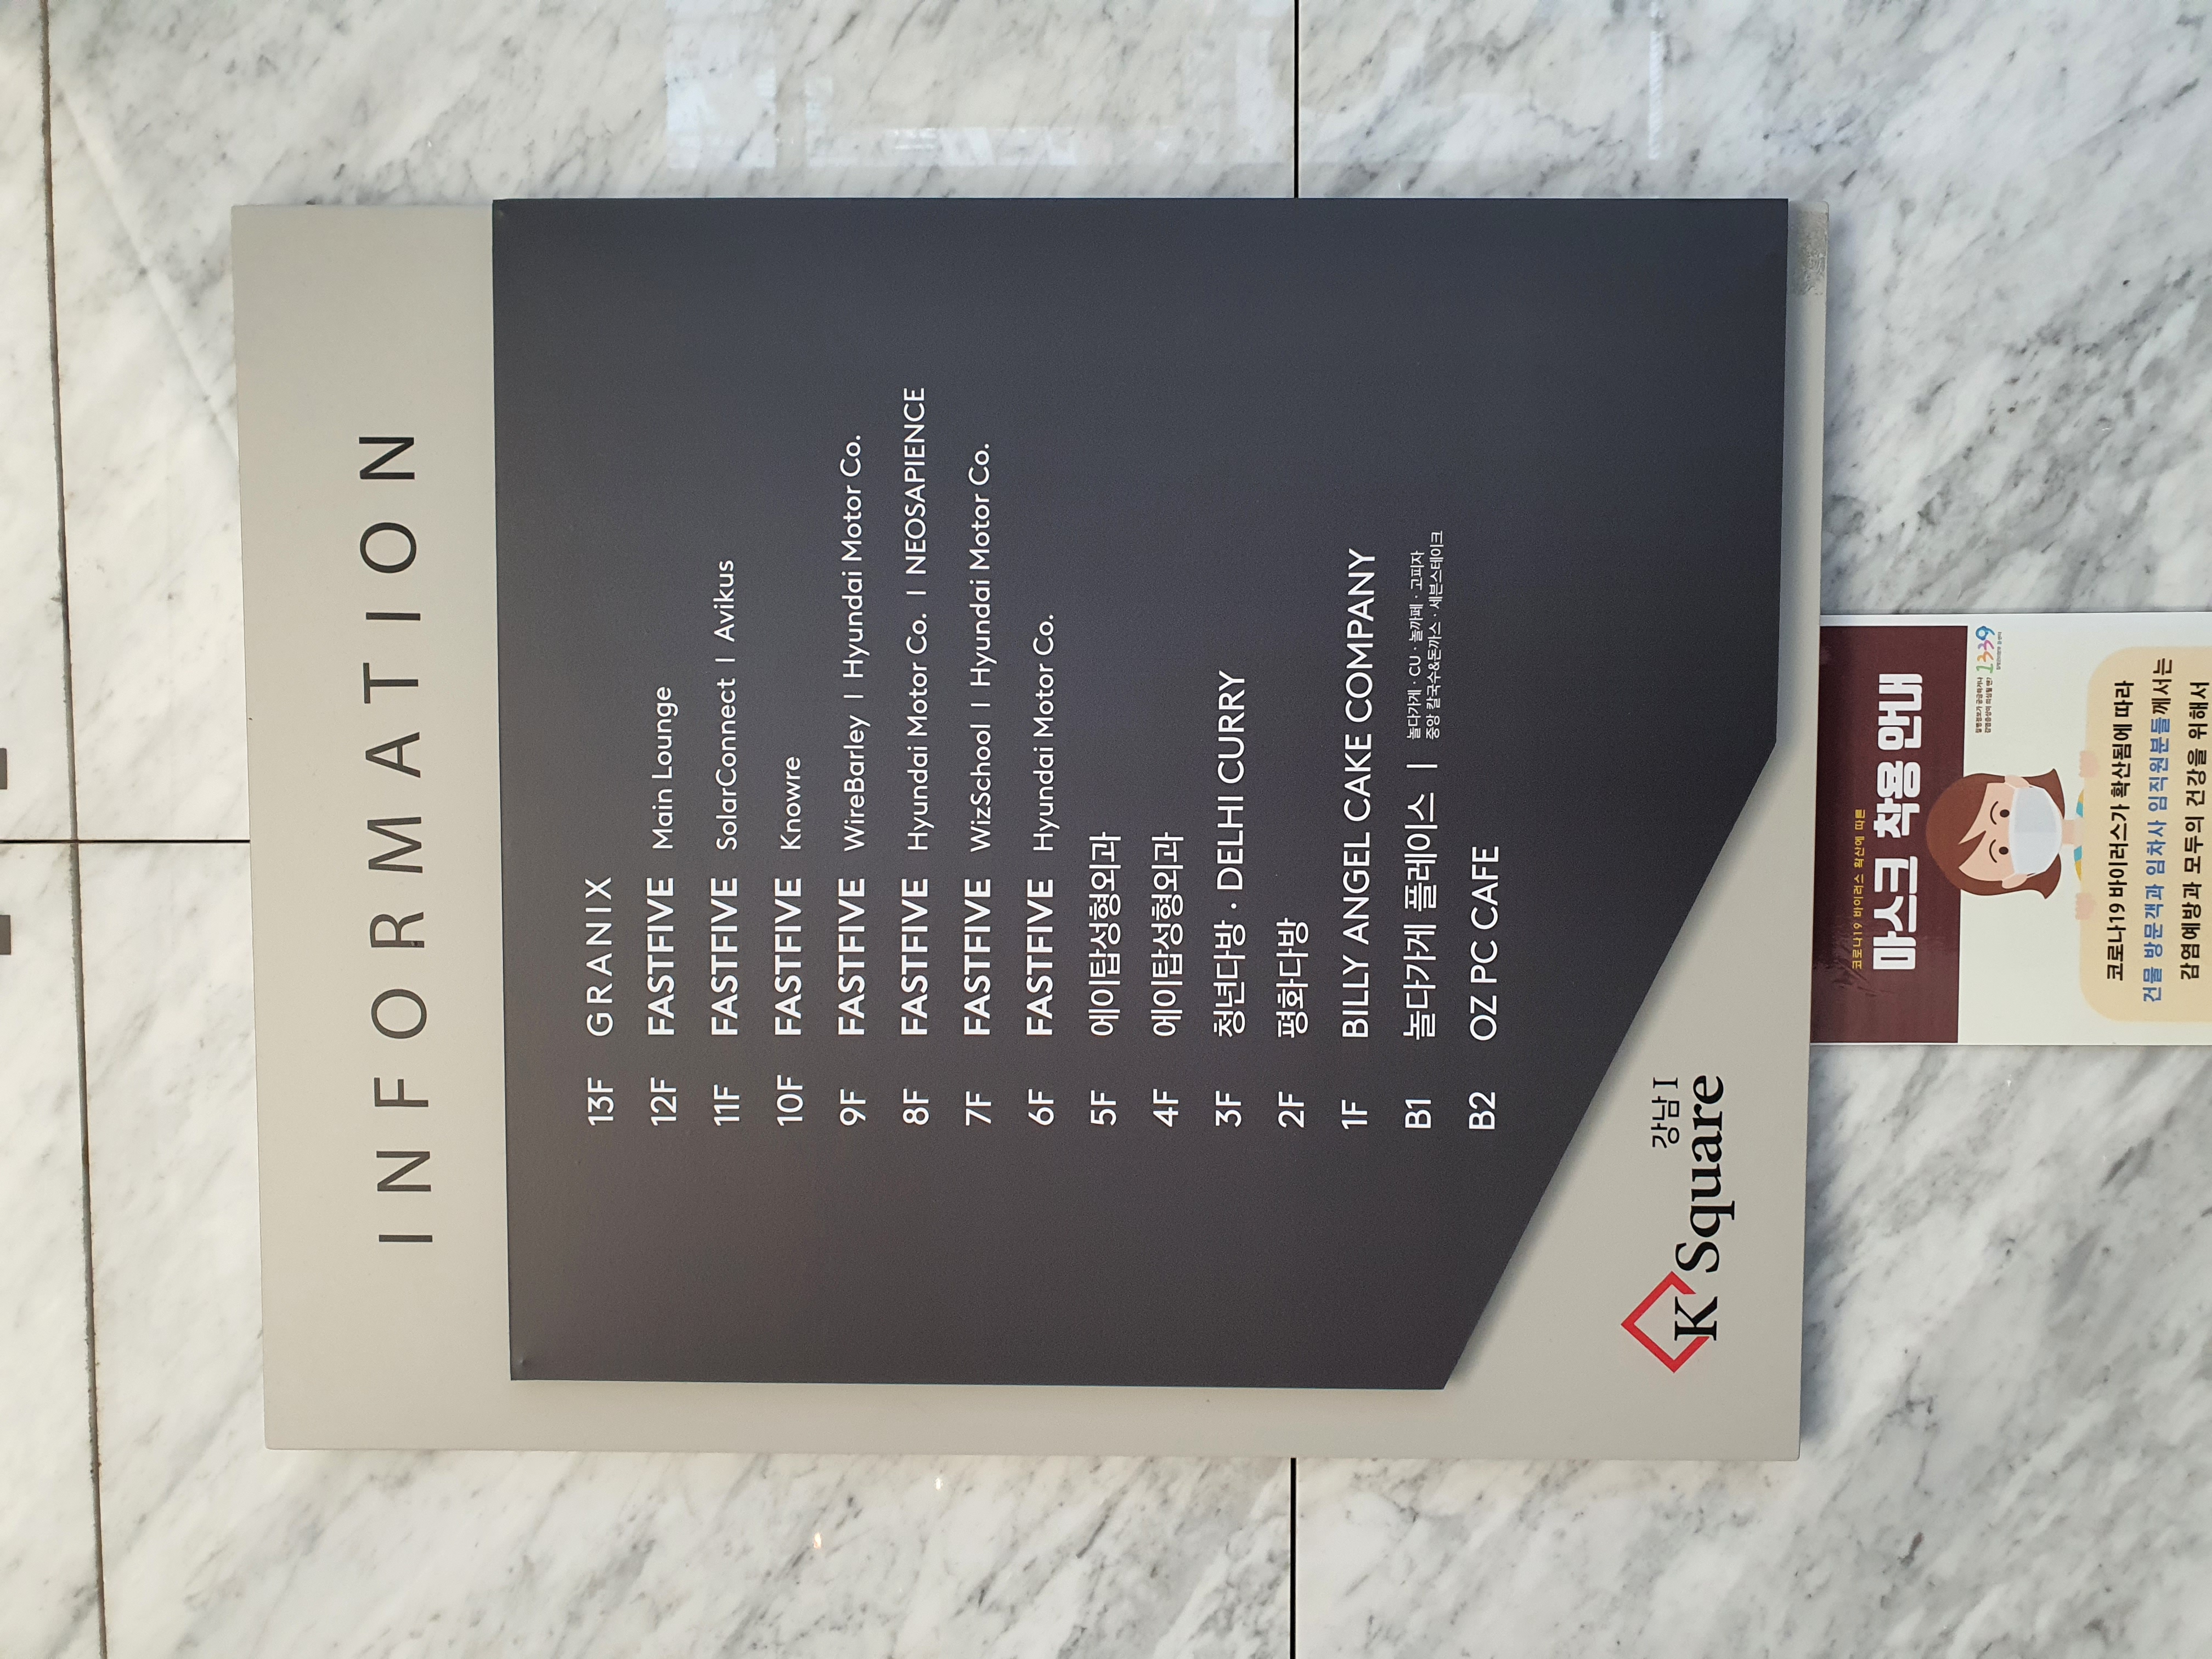 INFORMATION
13F GRANIX
12F FASTFIVE Main Lounge
11F FASTFIVE SolarConnect | Avikus
10F FASTFIVE Knowre
9F FASTFIVE WireBarley | Hyundai Motor Co.
8F FASTFIVE Hyundai Motor Co. | NEOSAPIENCE
7F FASTFIVE WizSchool | Hyundai Motor Co.
6F FASTFIVE Hyundai Motor Co.
5F 에이탑성형외과
4F 에이탑성형외과
3F 청년다방 · DELHI CURRY
2F 평화다방
1F BILLY ANGEL CAKE COMPANY
B1 놀다가게 플레이스 | 놀다가게 · CU · 놀까페 · 고피자
중앙 칼국수&돈까스 · 세븐스테이크
B2 OZ PC CAFE
강남 I
K Square
코로나19 바이러스 확산에 따른
마스크 착용 안내
1339
코로나19 바이러스가 확산됨에 따라
건물 방문객과 임차사 임직원분들께서는
감염예방과 모두의 건강을 위해서